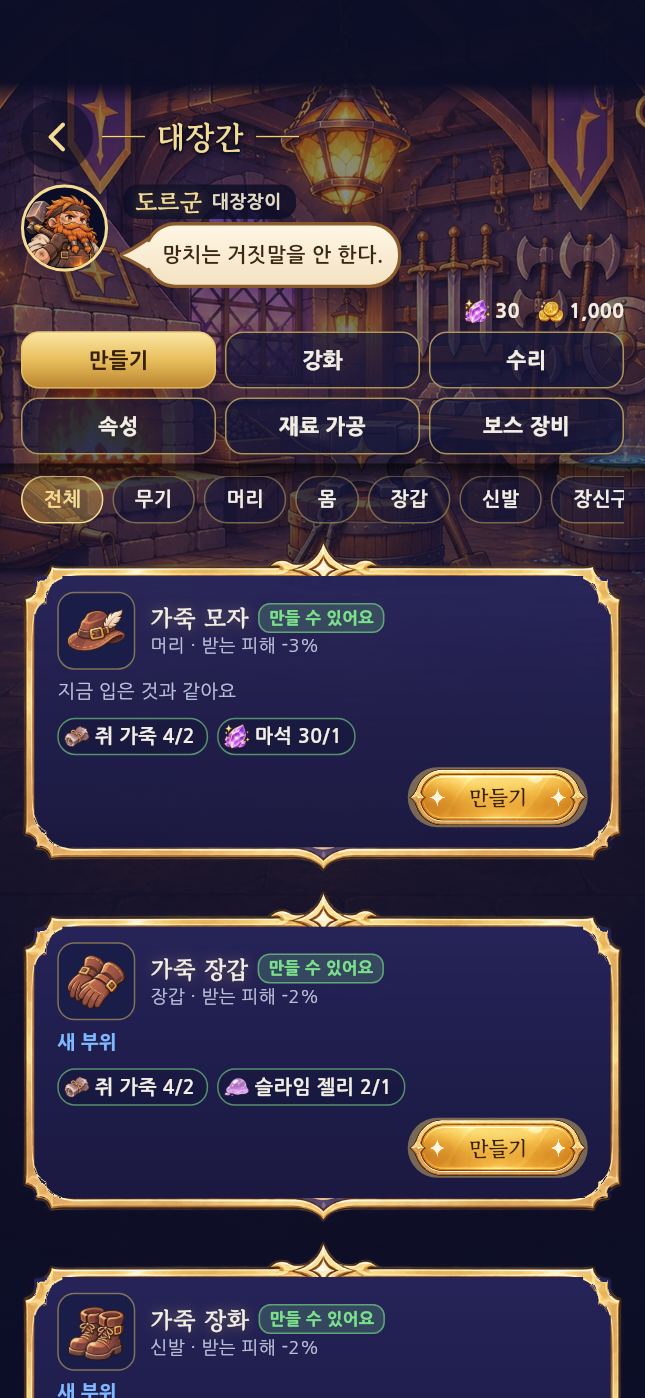 대장간
도르군 대장장이
망치는 거짓말을 안 한다.
30 1,000
만들기 강화 수리
속성 재료 가공 보스 장비
전체 무기 머리 몸 장갑 신발 장신구
가죽 모자 만들 수 있어요
머리 · 받는 피해 -3%
지금 입은 것과 같아요
쥐 가죽 4/2 마석 30/1
만들기
가죽 장갑 만들 수 있어요
장갑 · 받는 피해 -2%
새 부위
쥐 가죽 4/2 슬라임 젤리 2/1
만들기
가죽 장화 만들 수 있어요
신발 · 받는 피해 -2%
새 부위